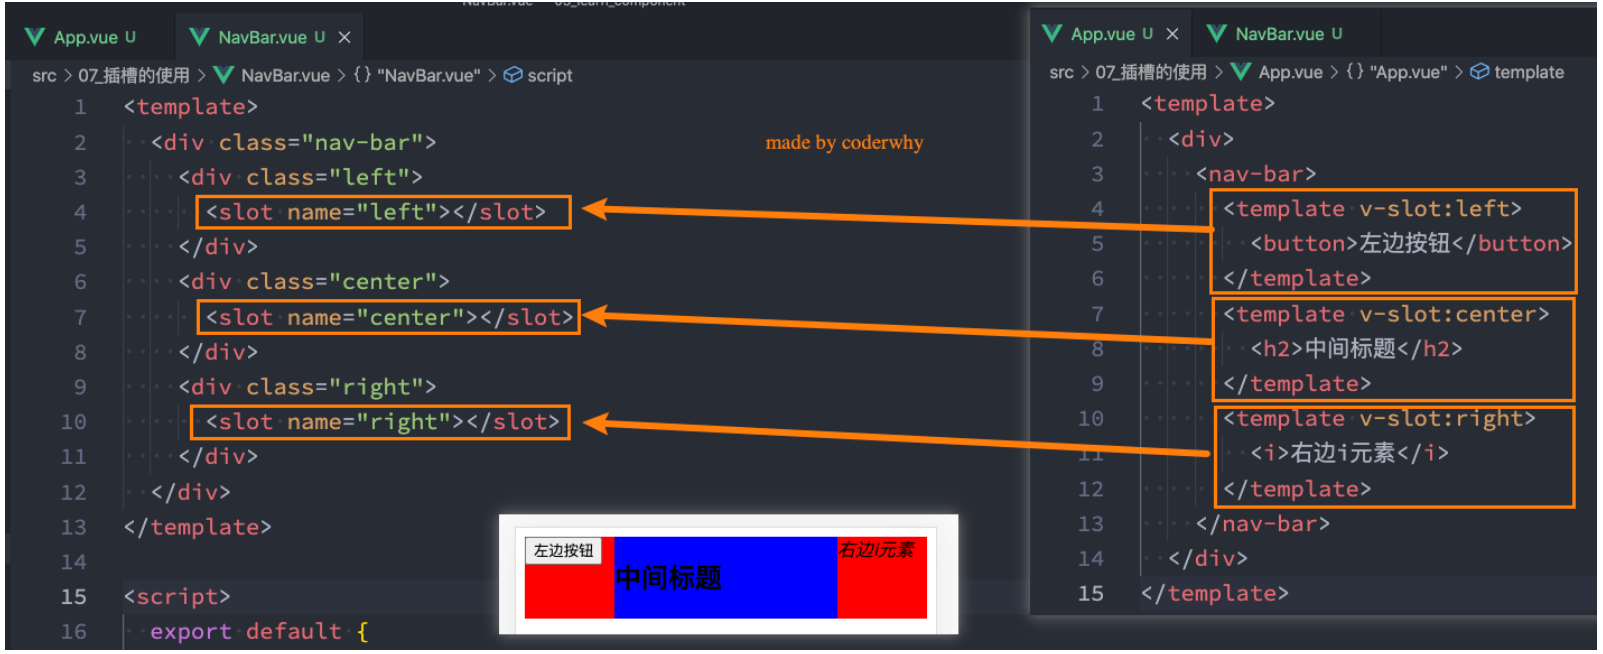 NavBar.vue — 03_learn_component
App.vue U
NavBar.vue U ×
src > 07_插槽的使用 > NavBar.vue > {} "NavBar.vue" > script
1 <template>
2 <div class="nav-bar">
3 <div class="left">
4 <slot name="left"></slot>
5 </div>
6 <div class="center">
7 <slot name="center"></slot>
8 </div>
9 <div class="right">
10 <slot name="right"></slot>
11 </div>
12 </div>
13 </template>
14
15 <script>
16 export default {
made by coderwhy
左边按钮
中间标题
右边i元素
App.vue U ×
NavBar.vue U
src > 07_插槽的使用 > App.vue > {} "App.vue" > template
1 <template>
2 <div>
3 <nav-bar>
4 <template v-slot:left>
5 <button>左边按钮</button>
6 </template>
7 <template v-slot:center>
8 <h2>中间标题</h2>
9 </template>
10 <template v-slot:right>
11 <i>右边i元素</i>
12 </template>
13 </nav-bar>
14 </div>
15 </template>